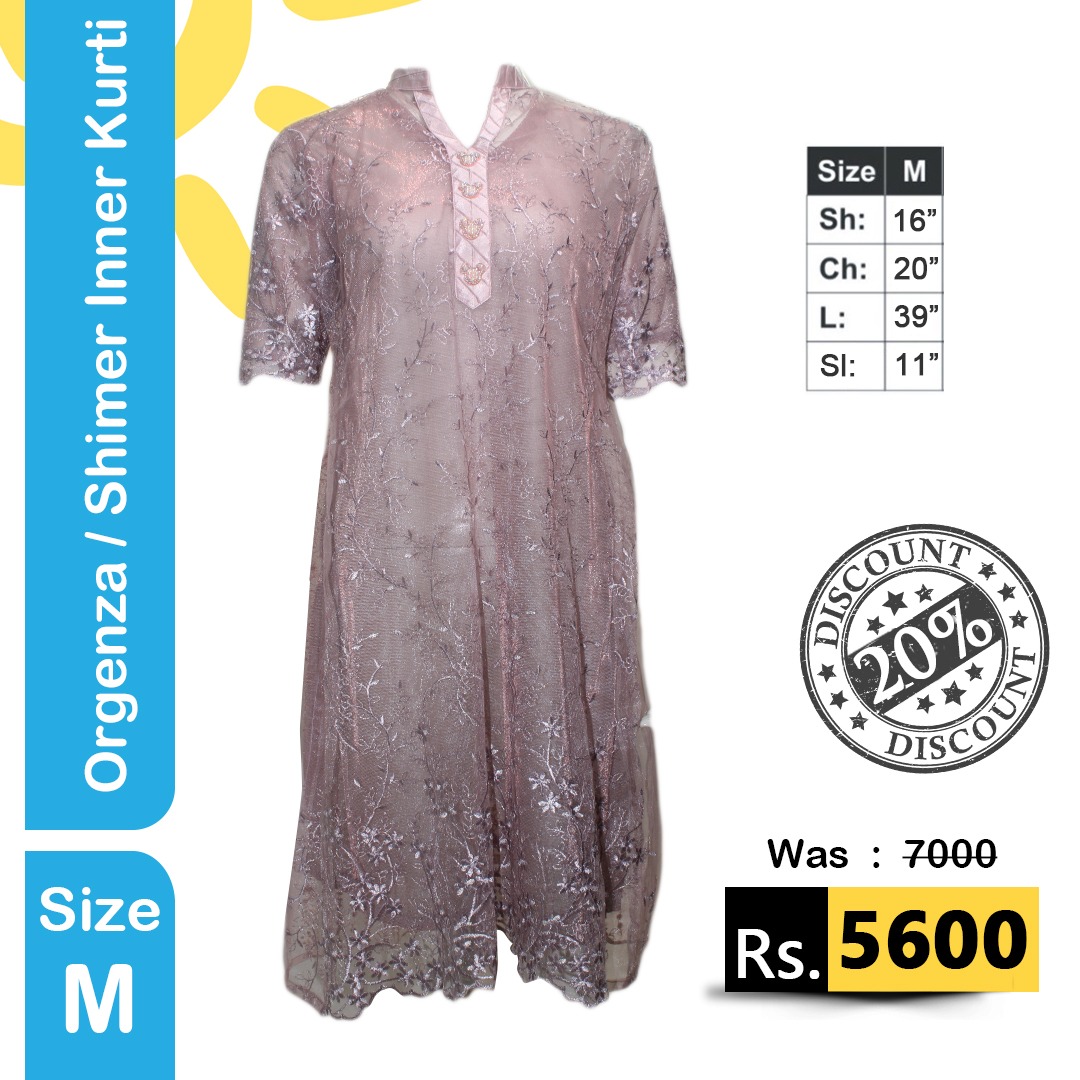 Orgenza / Shimer Inner Kurti
Size
M
Size M
Sh: 16”
Ch: 20”
L: 39”
Sl: 11”
DISCOUNT
20%
DISCOUNT
Was : 7000
Rs. 5600